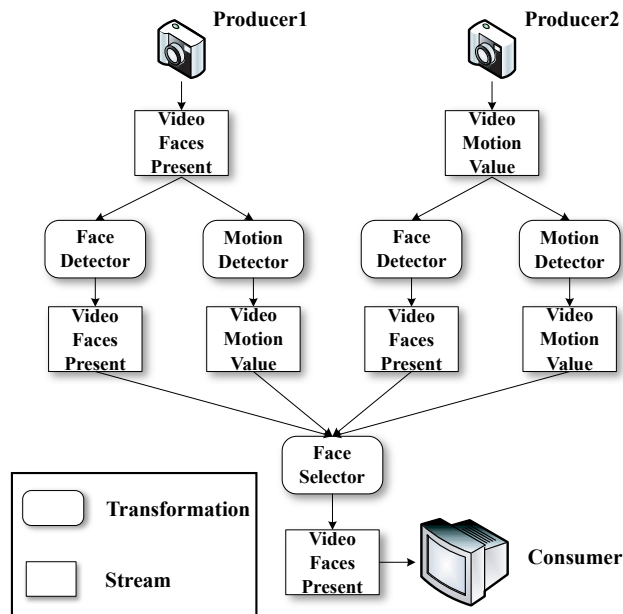 Producer1
Producer2
Video
Faces
Present
Video
Motion
Value
Face
Detector
Motion
Detector
Face
Detector
Motion
Detector
Video
Faces
Present
Video
Motion
Value
Video
Faces
Present
Video
Motion
Value
Face
Selector
Transformation
Stream
Video
Faces
Present
Consumer